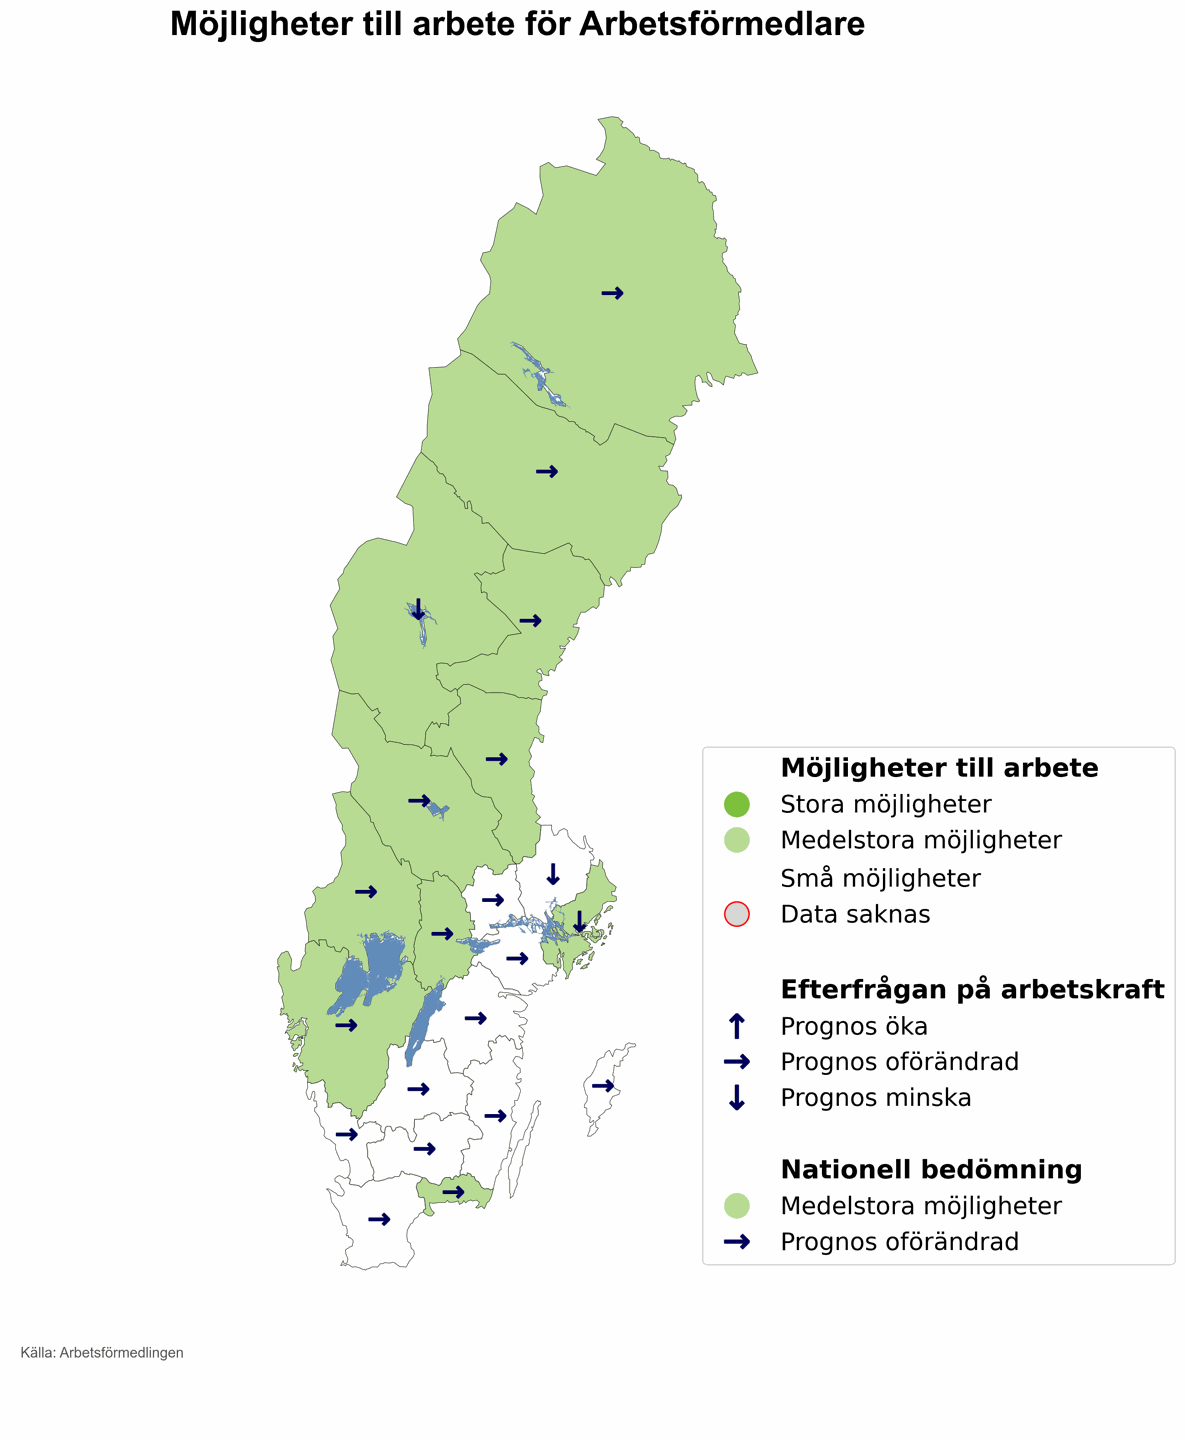 Möjligheter till arbete för Arbetsförmedlare
Möjligheter till arbete
Stora möjligheter
Medelstora möjligheter
Små möjligheter
Data saknas
Efterfrågan på arbetskraft
Prognos öka
Prognos oförändrad
Prognos minska
Nationell bedömning
Medelstora möjligheter
Prognos oförändrad
Källa: Arbetsförmedlingen